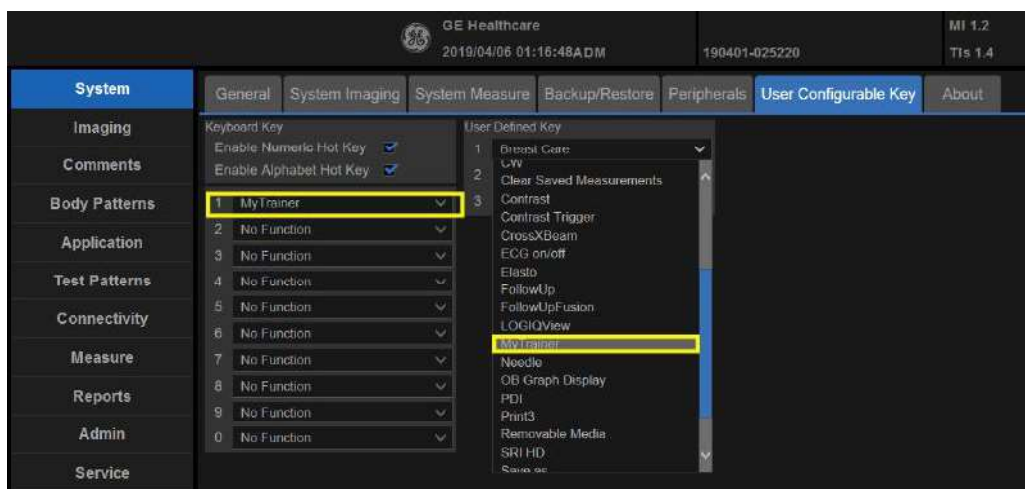 GE Healthcare
MI 1.2
2019/04/06 01:16:48ADM
190401-025220
TIs 1.4
System
General
System Imaging
System Measure
Backup/Restore
Peripherals
User Configurable Key
About
Imaging
Comments
Body Patterns
Application
Test Patterns
Connectivity
Measure
Reports
Admin
Service
Keyboard Key
Enable Numeric Hot Key
Enable Alphabet Hot Key
1 MyTrainer
2 No Function
3 No Function
4 No Function
5 No Function
6 No Function
7 No Function
8 No Function
9 No Function
0 No Function
User Defined Key
1 Breast Care
2
3
CW
Clear Saved Measurements
Contrast
Contrast Trigger
CrossXBeam
ECG on/off
Elasto
FollowUp
FollowUpFusion
LOGIQView
MyTrainer
Needle
OB Graph Display
PDI
Print3
Removable Media
SRI HD
Save as